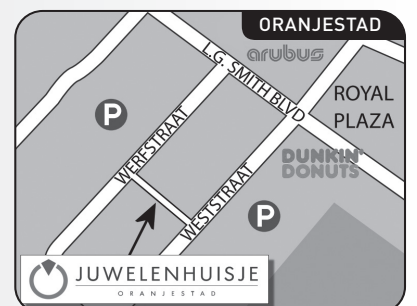 ORANJESTAD
arubus
L.G. SMITH BLVD
ROYAL
PLAZA
P
WERFSTRAAT
DUNKIN'
DONUTS
WESTSTRAAT
P
JUWELENHUISJE
ORANJESTAD